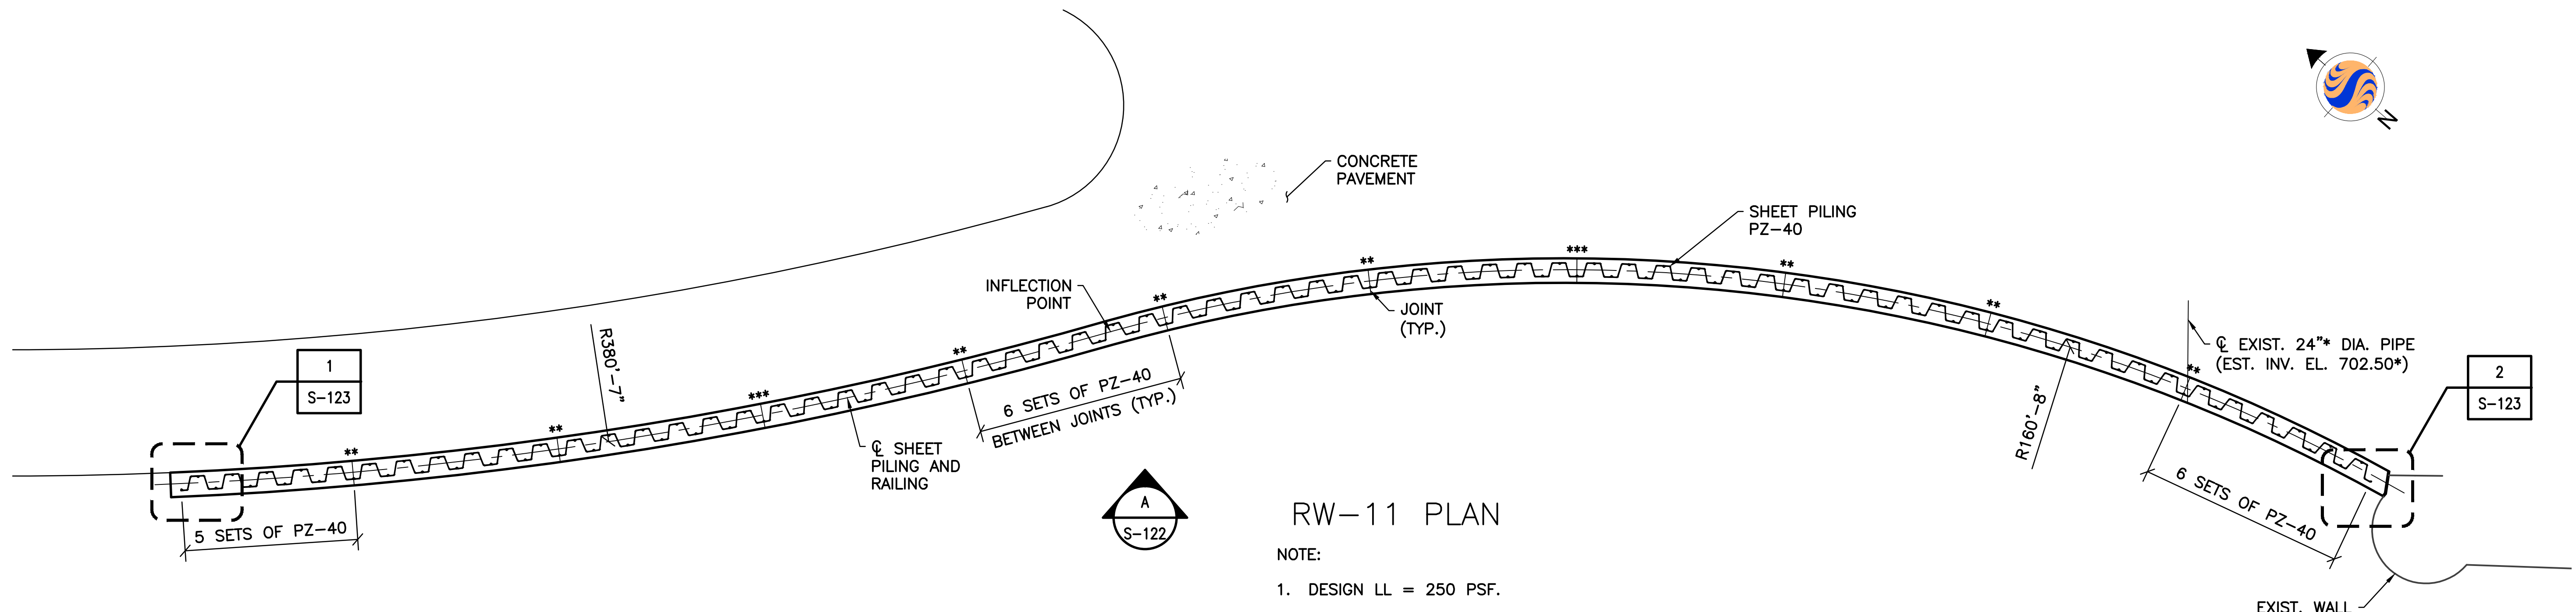 N
CONCRETE
PAVEMENT
SHEET PILING
PZ-40
***
**
**
**
INFLECTION
POINT
**
**
JOINT
(TYP.)
R380'-7"
℄ EXIST. 24"* DIA. PIPE
(EST. INV. EL. 702.50*)
1
S-123
2
S-123
**
***
**
**
6 SETS OF PZ-40
BETWEEN JOINTS (TYP.)
R160'-8"
℄ SHEET
PILING AND
RAILING
**
5 SETS OF PZ-40
6 SETS OF PZ-40
A
S-122
RW-11 PLAN
NOTE:
1. DESIGN LL = 250 PSF.
EXIST. WALL